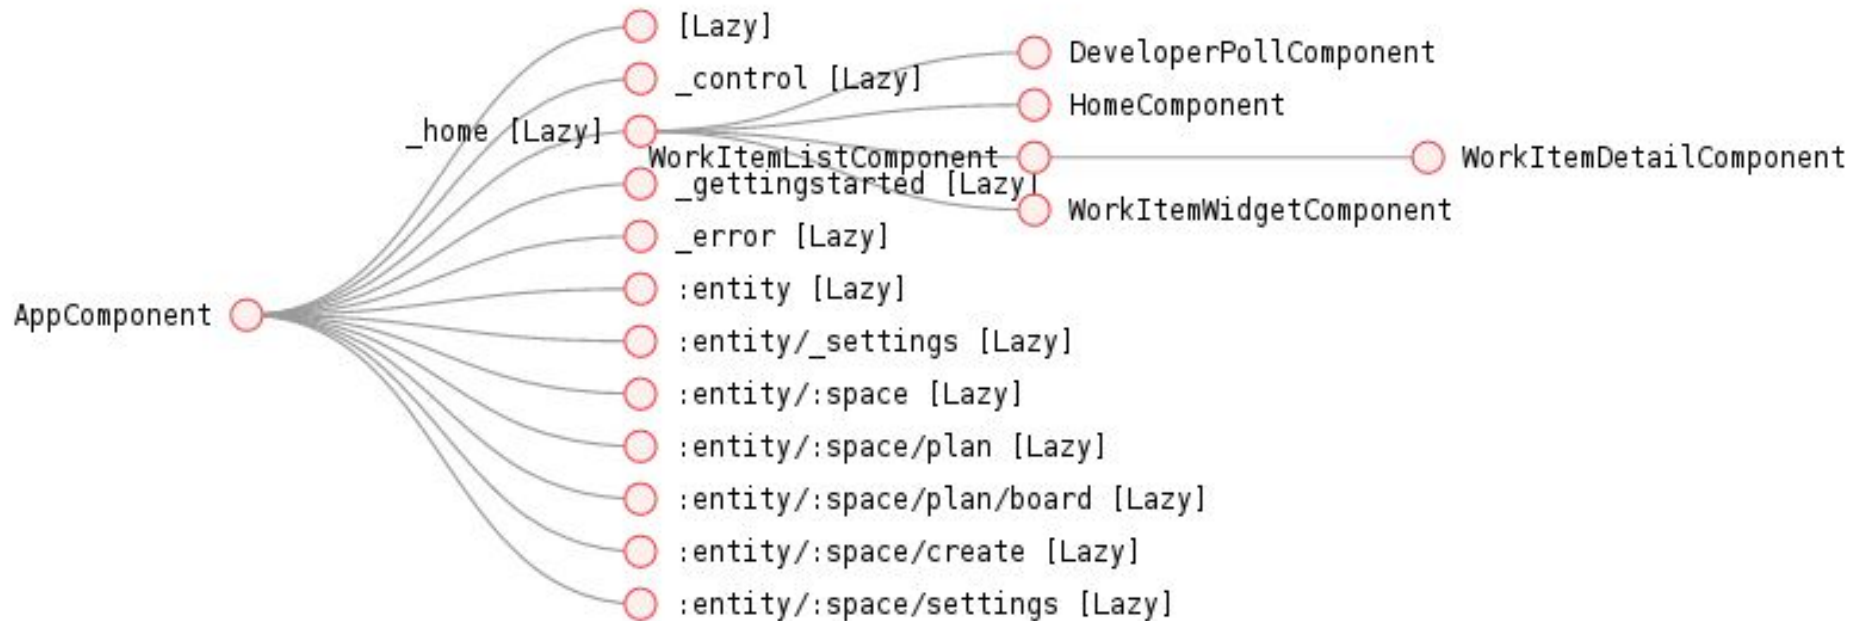 [Lazy]
DeveloperPollComponent
_control [Lazy]
HomeComponent
_home [Lazy]
WorkItemListComponent
WorkItemDetailComponent
_gettingstarted [Lazy]
WorkItemWidgetComponent
_error [Lazy]
:entity [Lazy]
AppComponent
:entity/_settings [Lazy]
:entity/:space [Lazy]
:entity/:space/plan [Lazy]
:entity/:space/plan/board [Lazy]
:entity/:space/create [Lazy]
:entity/:space/settings [Lazy]